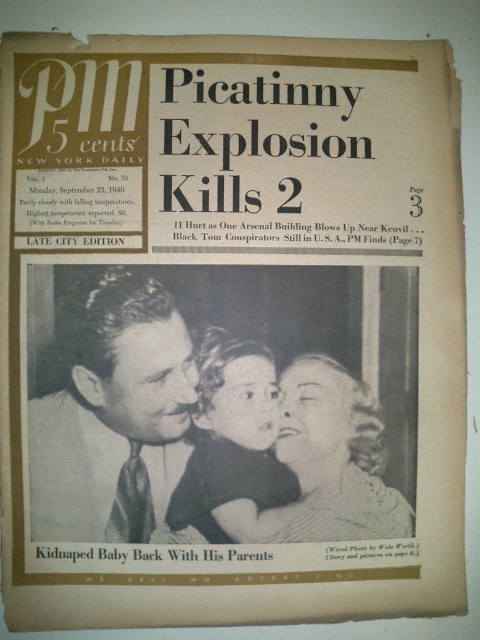 PM
5 cents
NEW YORK DAILY
Vol. 1 No. 70
Monday, September 23, 1940
Partly cloudy with falling temperatures.
Highest temperature expected, 80.
(With Radio Programs for Tuesday)
LATE CITY EDITION
Picatinny
Explosion
Kills 2
Page
3
11 Hurt as One Arsenal Building Blows Up Near Kenvil . . .
Black Tom Conspirators Still in U. S. A., PM Finds (Page 7)
Kidnaped Baby Back With His Parents
(Wired Photo by Wide World.)
(Story and pictures on page 6.)
WE SELL NO ADVERTISING